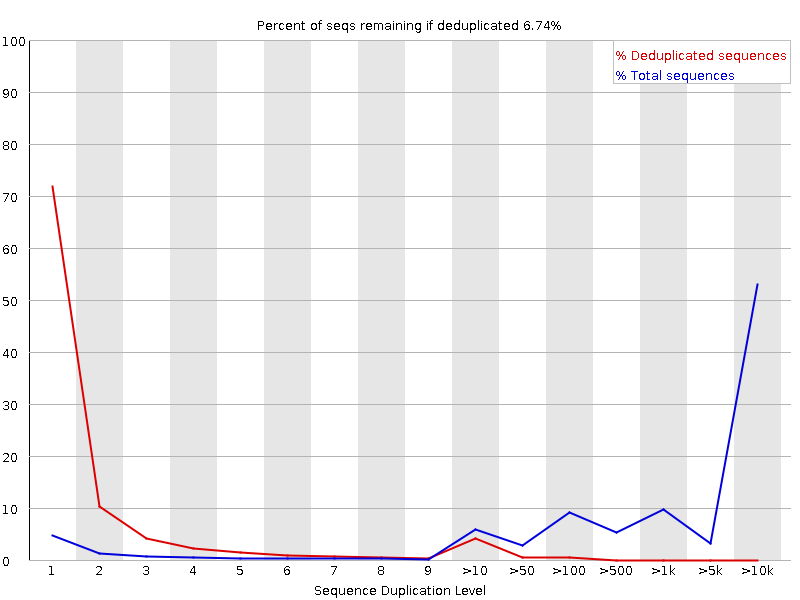 Percent of seqs remaining if deduplicated 6.74%
% Deduplicated sequences
% Total sequences
100
90
80
70
60
50
40
30
20
10
0
1 2 3 4 5 6 7 8 9 >10 >50 >100 >500 >1k >5k >10k
Sequence Duplication Level